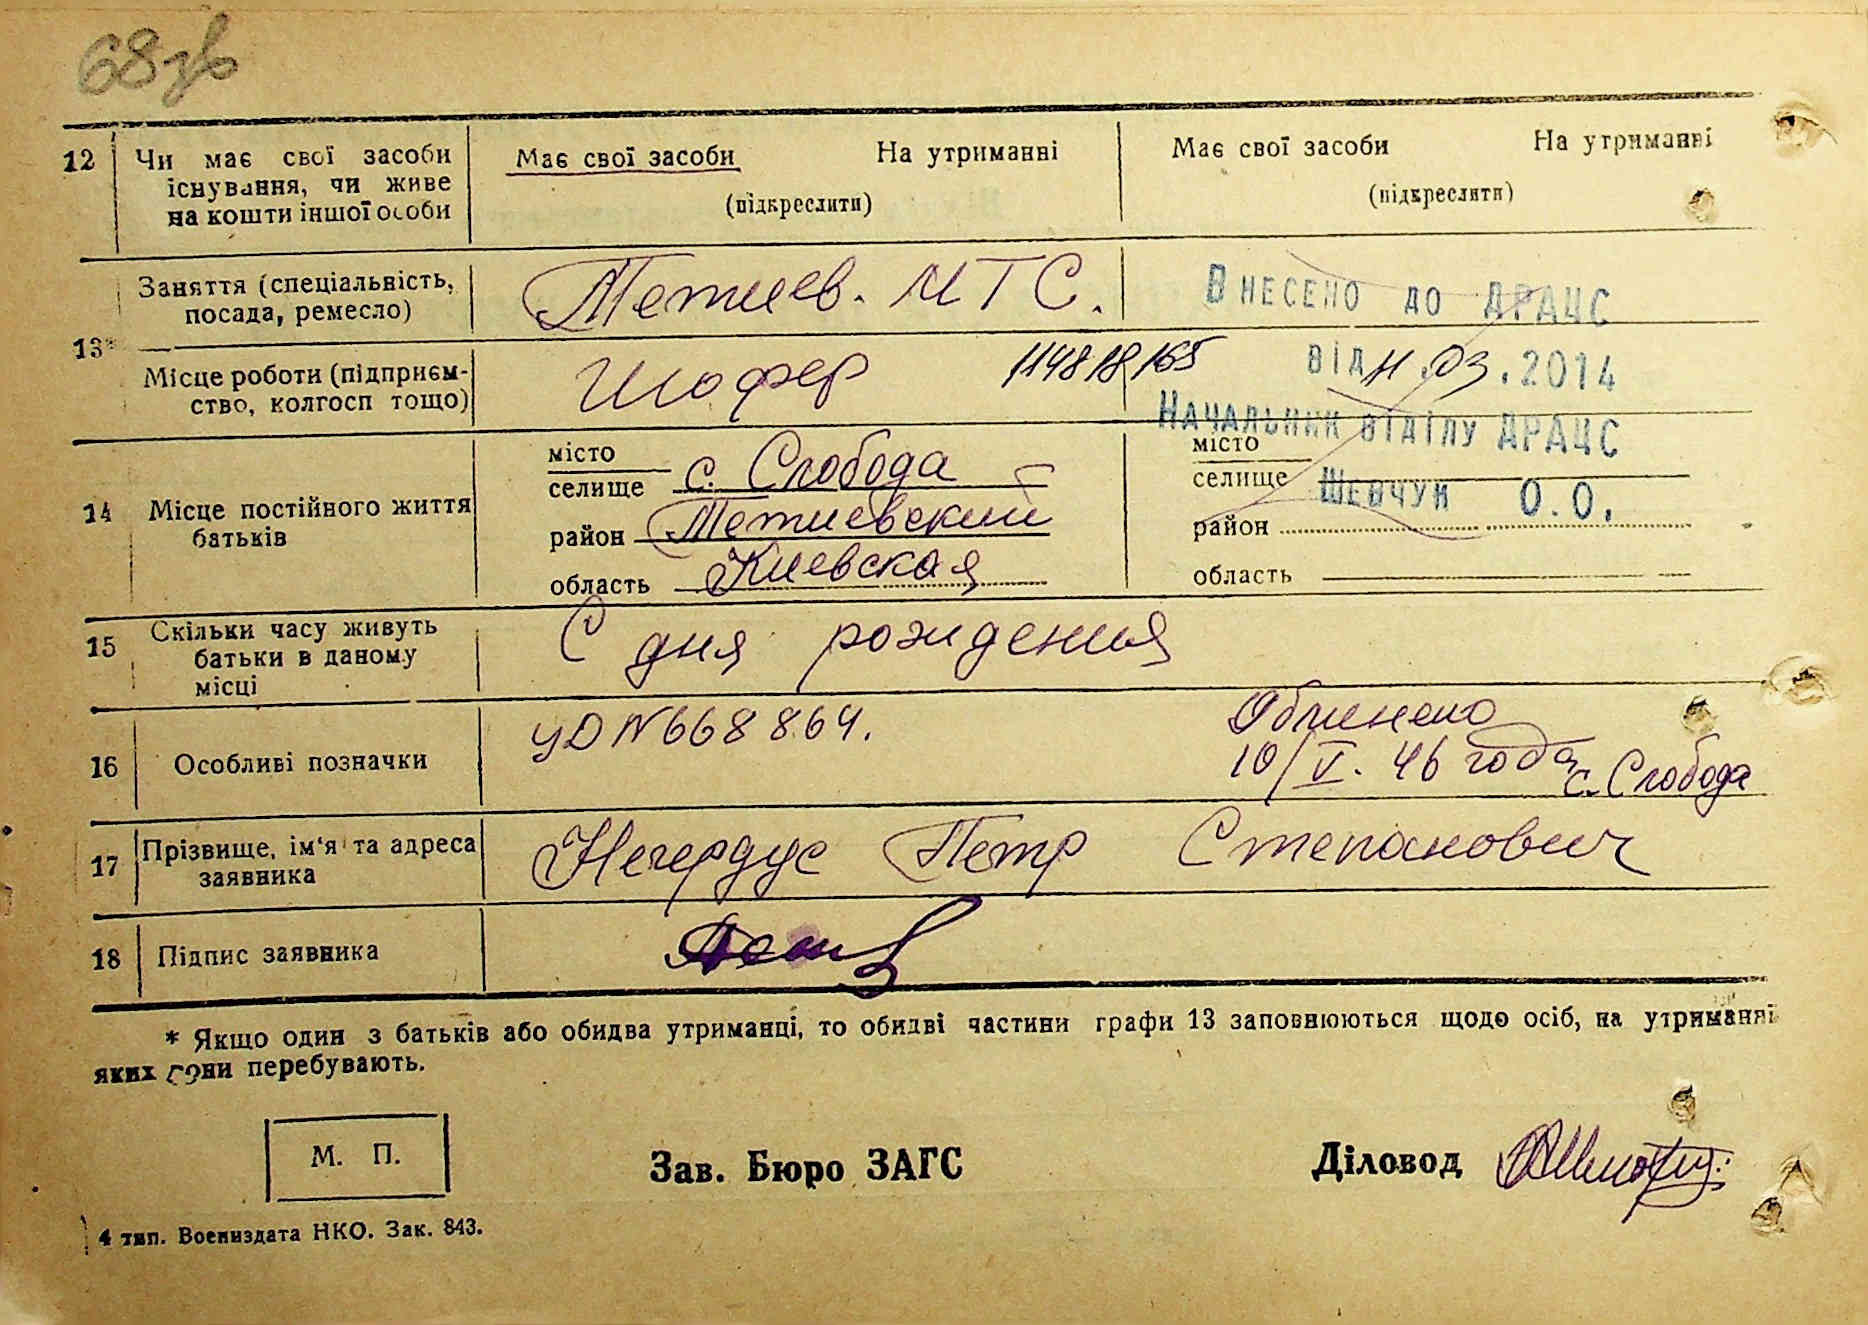 68зв
12 Чи має свої засоби існування, чи живе на кошти іншої особи
Має свої засоби На утриманні
(підкреслити)
Має свої засоби На утриманні
(підкреслити)
13* Заняття (спеціальність, посада, ремесло)
Тетиев. МТС.
Внесено до ДРАЦС
Місце роботи (підприємство, колгосп тощо)
Шофер
від 11.03.2014
Начальник відділу ДРАЦС
Шевчук О.О.
14 Місце постійного життя батьків
місто
селище с. Слобода
район Тетиевский
область Киевская
місто
селище
район
область
15 Скільки часу живуть батьки в даному місці
С дня рождения
16 Особливі позначки
УД N 668864.
Обменено
10/V. 46 года
с. Слобода
17 Прізвище, ім'я та адреса заявника
Негердус Петр Степанович
18 Підпис заявника
* Якщо один з батьків або обидва утриманці, то обидві частини графи 13 заповнюються щодо осіб, на утриманні
яких вони перебувають.
М. П.
Зав. Бюро ЗАГС
Діловод
4 тип. Воениздата НКО. Зак. 843.